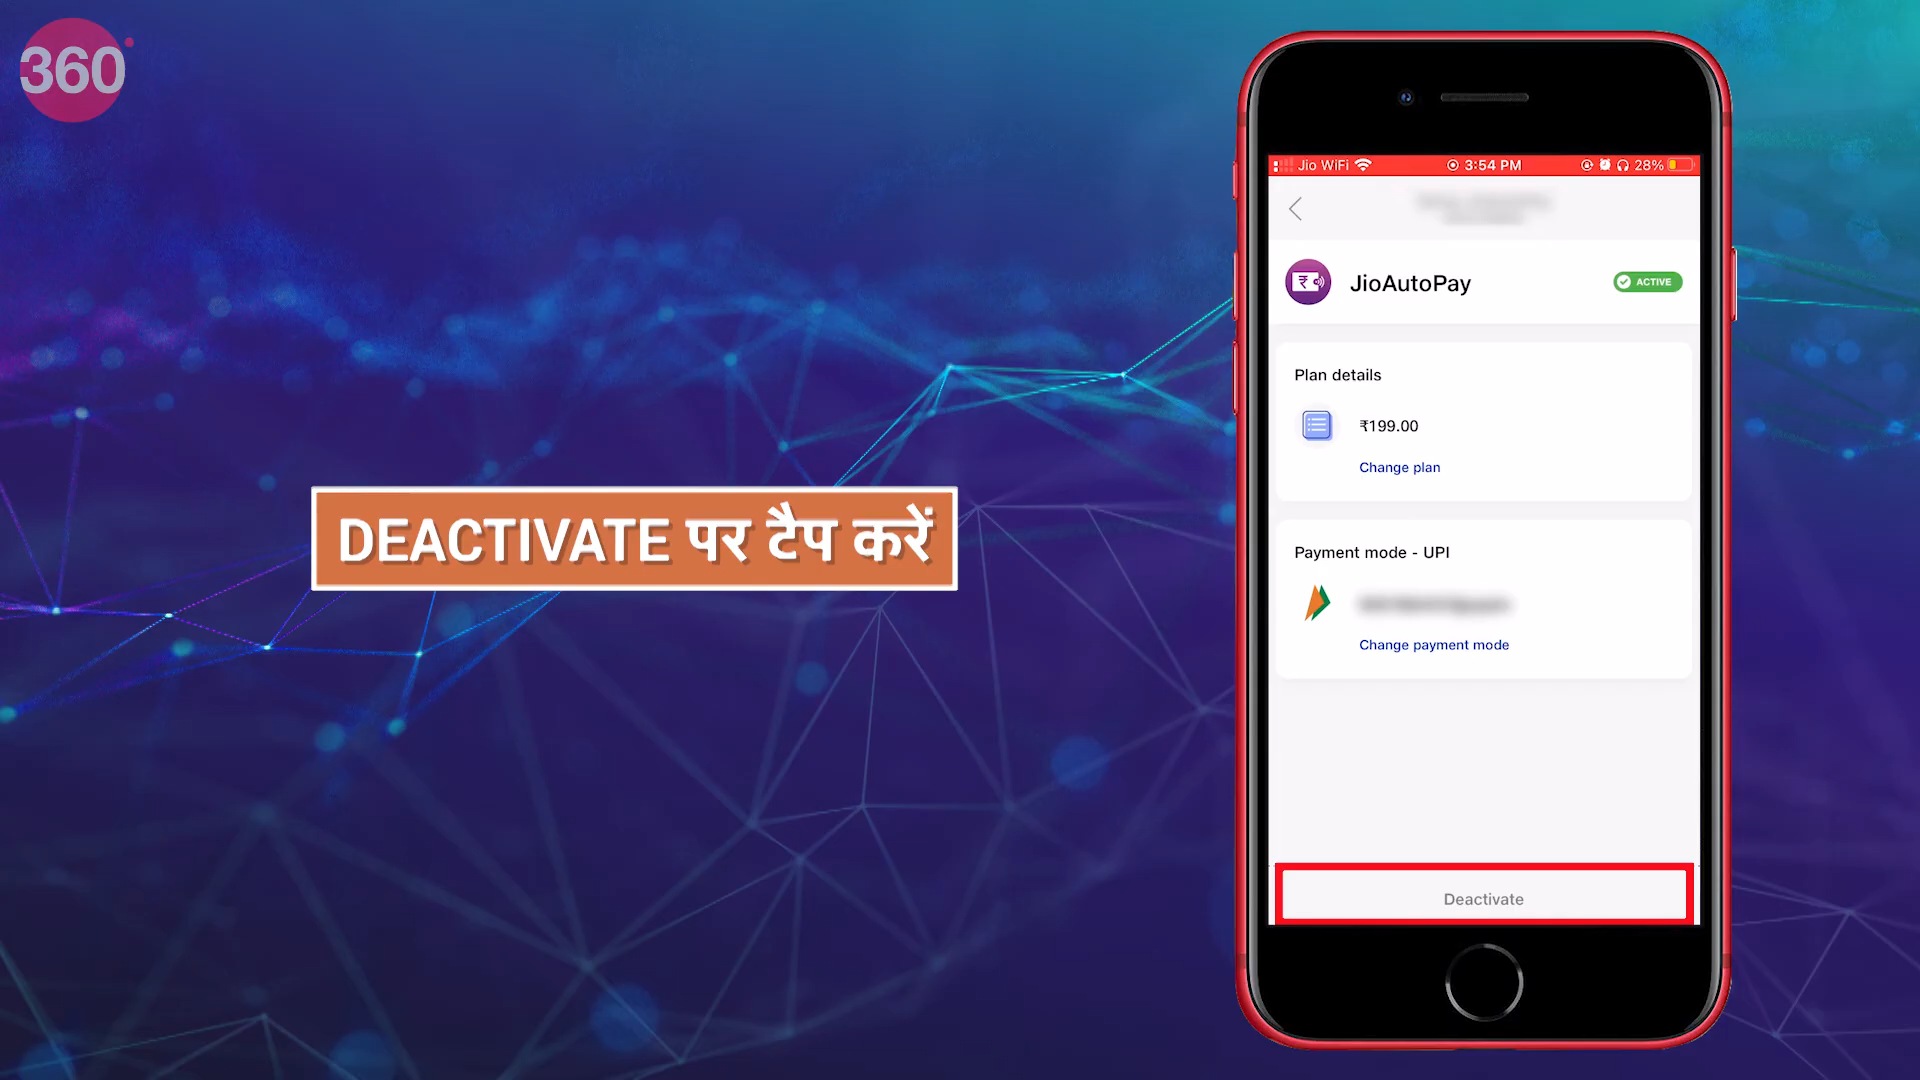 360
DEACTIVATE पर टैप करें
Jio WiFi 3:54 PM 28%
JioAutoPay ACTIVE
Plan details
₹199.00
Change plan
Payment mode - UPI
Change payment mode
Deactivate